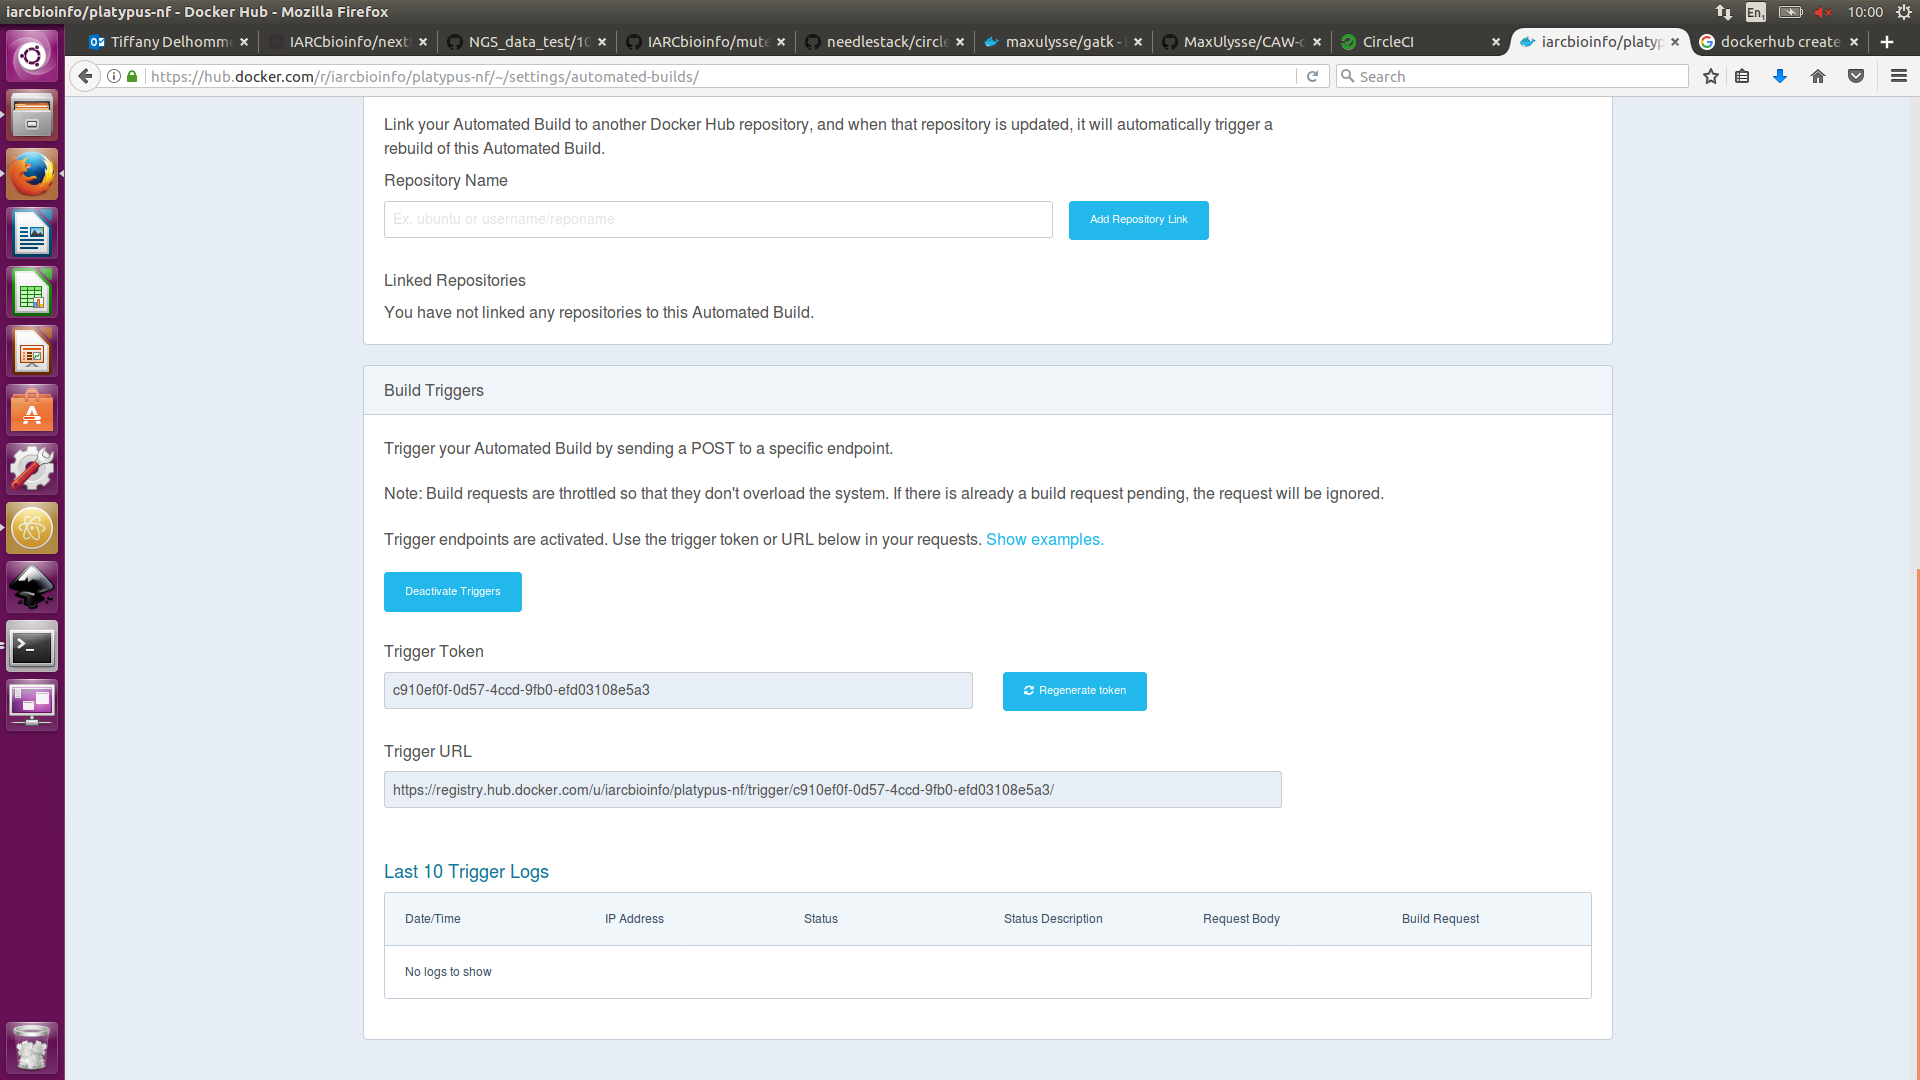 iarcbioinfo/platypus-nf - Docker Hub - Mozilla Firefox
En1
10:00
Tiffany Delhomm
IARCbioinfo/next
NGS_data_test/10
IARCbioinfo/mute
needlestack/circle
maxulysse/gatk -
MaxUlysse/CAW-
CircleCI
iarcbioinfo/platyp
dockerhub create
https://hub.docker.com/r/iarcbioinfo/platypus-nf/~/settings/automated-builds/
Search
Link your Automated Build to another Docker Hub repository, and when that repository is updated, it will automatically trigger a
rebuild of this Automated Build.
Repository Name
Ex. ubuntu or username/reponame
Add Repository Link
Linked Repositories
You have not linked any repositories to this Automated Build.
Build Triggers
Trigger your Automated Build by sending a POST to a specific endpoint.
Note: Build requests are throttled so that they don't overload the system. If there is already a build request pending, the request will be ignored.
Trigger endpoints are activated. Use the trigger token or URL below in your requests. Show examples.
Deactivate Triggers
Trigger Token
c910ef0f-0d57-4ccd-9fb0-efd03108e5a3
Regenerate token
Trigger URL
https://registry.hub.docker.com/u/iarcbioinfo/platypus-nf/trigger/c910ef0f-0d57-4ccd-9fb0-efd03108e5a3/
Last 10 Trigger Logs
Date/Time IP Address Status Status Description Request Body Build Request
No logs to show